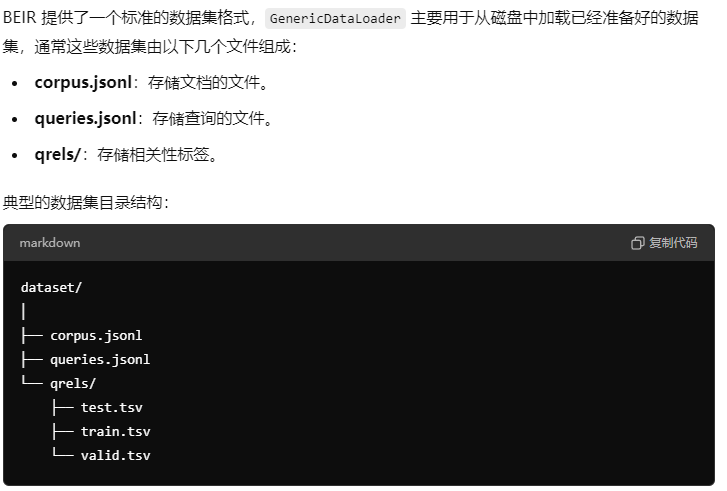 BEIR 提供了一个标准的数据集格式，GenericDataLoader 主要用于从磁盘中加载已经准备好的数据
集，通常这些数据集由以下几个文件组成：
• corpus.jsonl：存储文档的文件。
• queries.jsonl：存储查询的文件。
• qrels/：存储相关性标签。
典型的数据集目录结构：
markdown 复制代码
dataset/
│
├── corpus.jsonl
├── queries.jsonl
└── qrels/
    ├── test.tsv
    ├── train.tsv
    └── valid.tsv